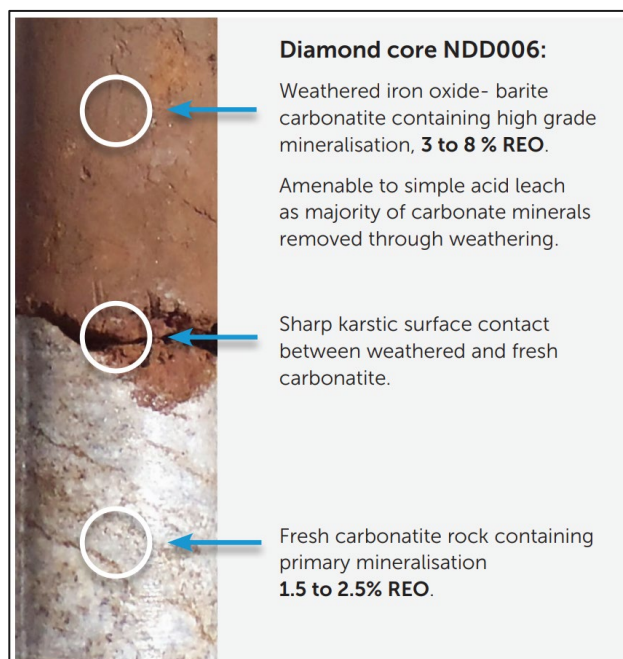 Diamond core NDD006:
Weathered iron oxide- barite
carbonatite containing high grade
mineralisation, 3 to 8 % REO.
Amenable to simple acid leach
as majority of carbonate minerals
removed through weathering.
Sharp karstic surface contact
between weathered and fresh
carbonatite.
Fresh carbonatite rock containing
primary mineralisation
1.5 to 2.5% REO.